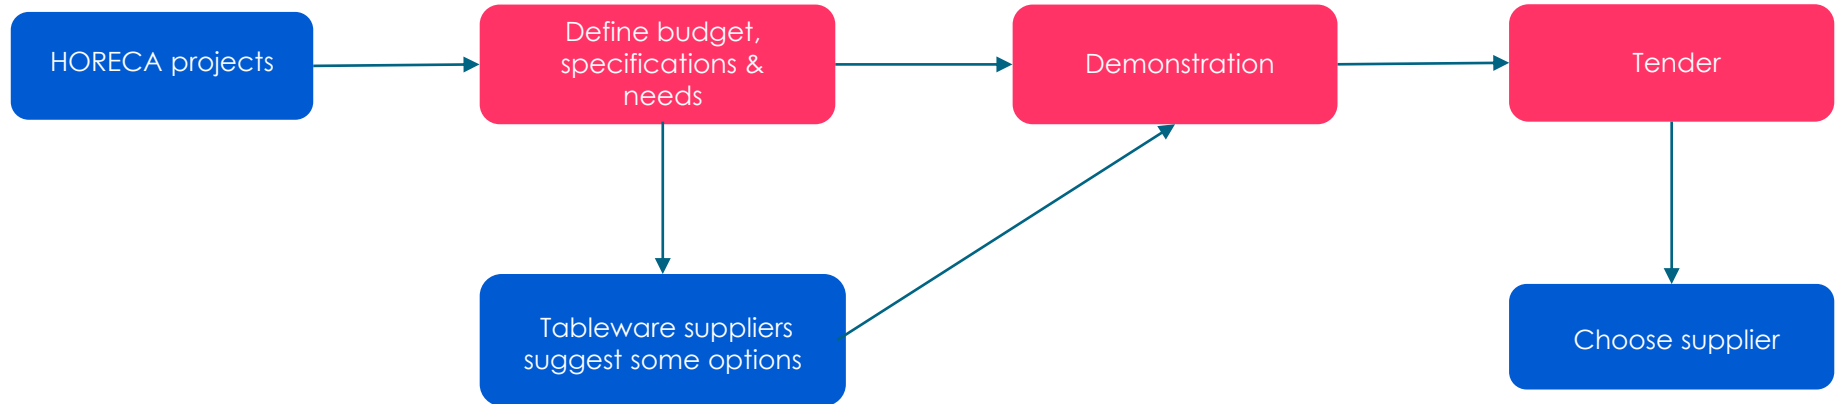 HORECA projects
Define budget,
specifications &
needs
Demonstration
Tender
Tableware suppliers
suggest some options
Choose supplier